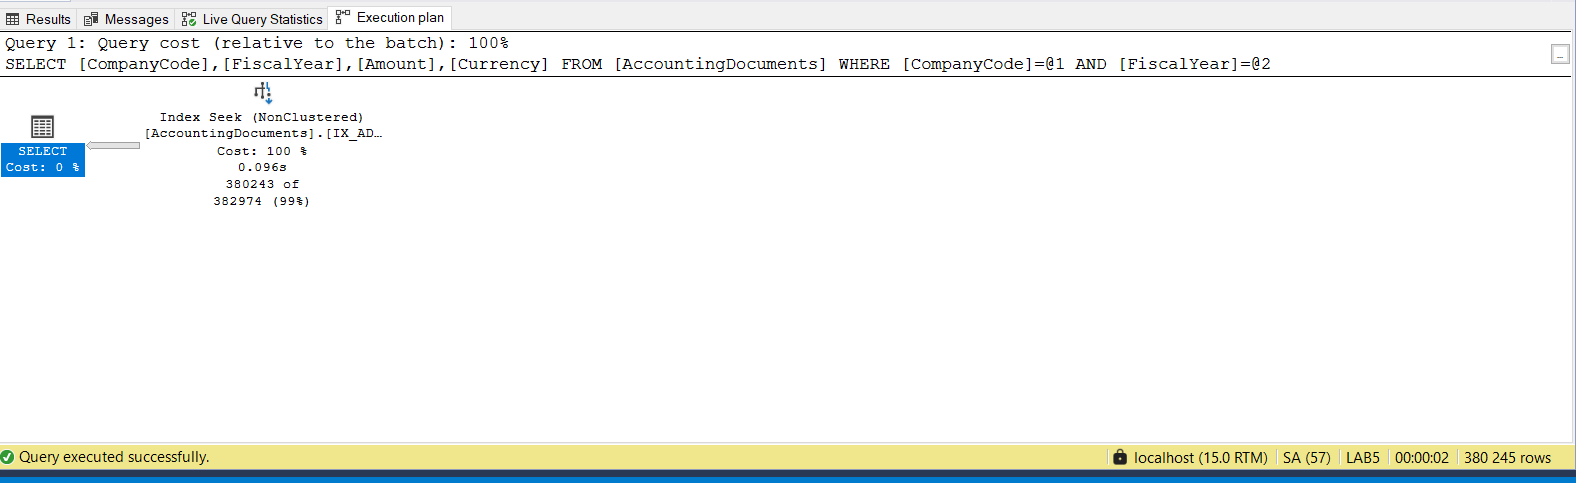 Results Messages Live Query Statistics Execution plan
Query 1: Query cost (relative to the batch): 100%
SELECT [CompanyCode],[FiscalYear],[Amount],[Currency] FROM [AccountingDocuments] WHERE [CompanyCode]=@1 AND [FiscalYear]=@2
Index Seek (NonClustered)
[AccountingDocuments].[IX_AD…
Cost: 100 %
0.096s
380243 of
382974 (99%)
SELECT
Cost: 0 %
Query executed successfully. localhost (15.0 RTM) SA (57) LAB5 00:00:02 380 245 rows